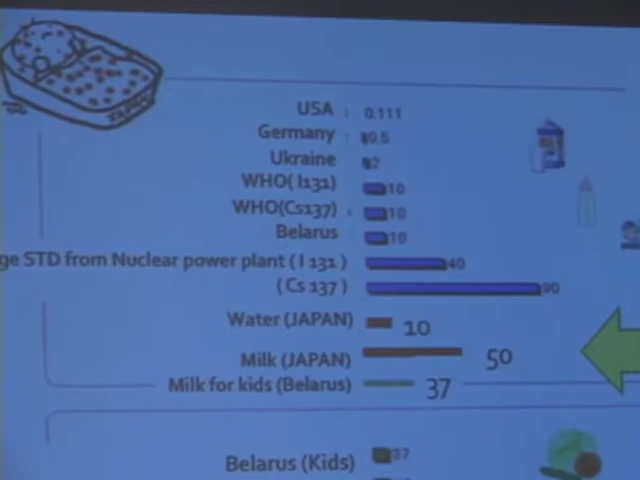 JAPAN
USA 0.111
Germany 0.5
Ukraine 2
WHO( I131) 10
WHO(Cs137) 10
Belarus 10
ge STD from Nuclear power plant ( I 131 ) 40
( Cs 137 ) 90
Water (JAPAN) 10
Milk (JAPAN) 50
Milk for kids (Belarus) 37
Belarus (Kids) 37